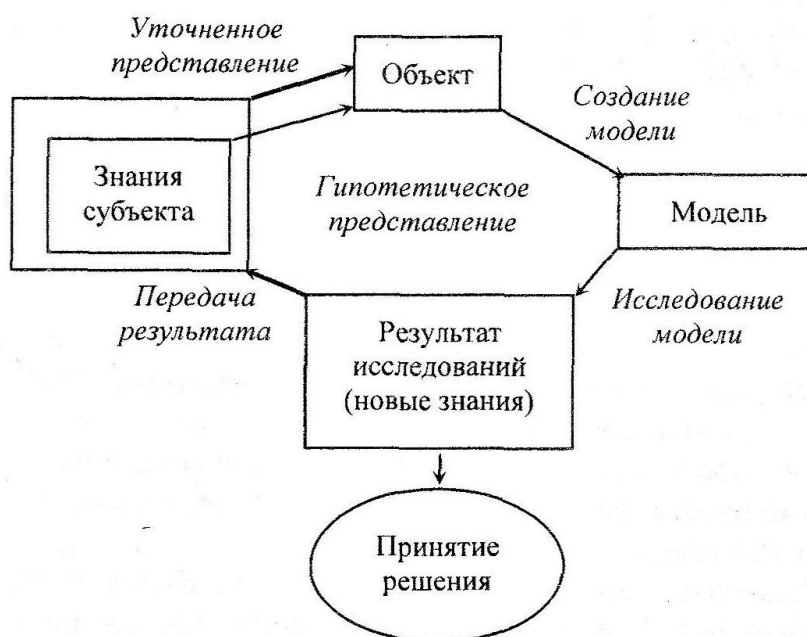 Уточненное
представление
Объект
Создание
модели
Знания
субъекта
Гипотетическое
представление
Модель
Передача
результата
Исследование
модели
Результат
исследований
(новые знания)
Принятие
решения